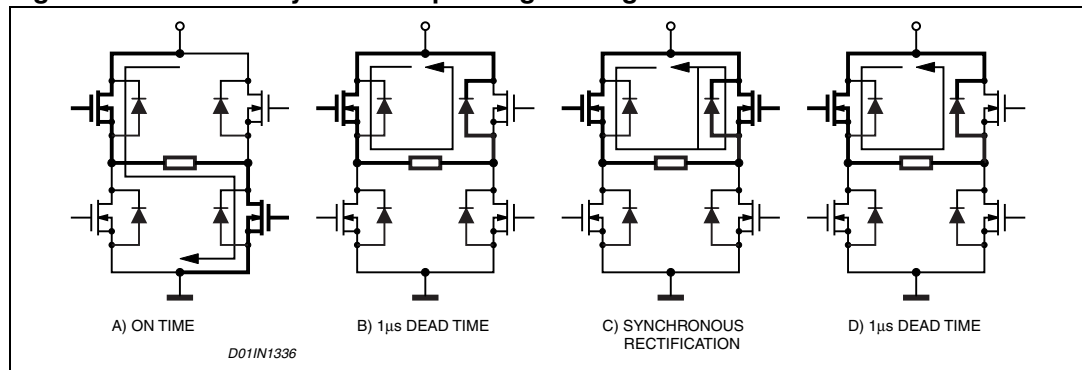 A) ON TIME
B) 1μs DEAD TIME
C) SYNCHRONOUS
RECTIFICATION
D) 1μs DEAD TIME
D01IN1336